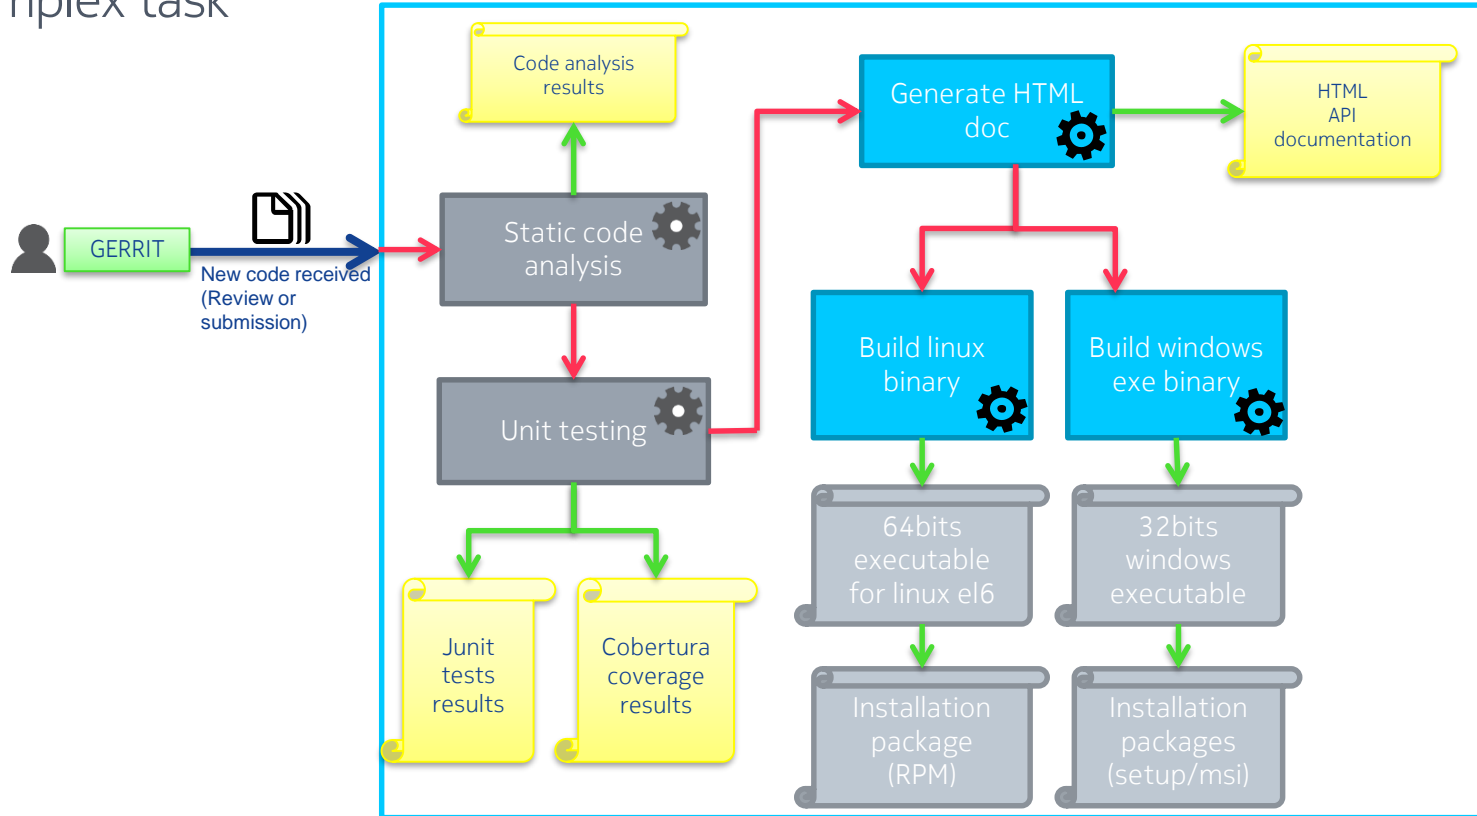 task
Code analysis
results
Generate HTML
doc
HTML
API
documentation
GERRIT
New code received
(Review or
submission)
Static code
analysis
Build linux
binary
Build windows
exe binary
Unit testing
64bits
executable
for linux el6
32bits
windows
executable
Junit
tests
results
Cobertura
coverage
results
Installation
package
(RPM)
Installation
packages
(setup/msi)